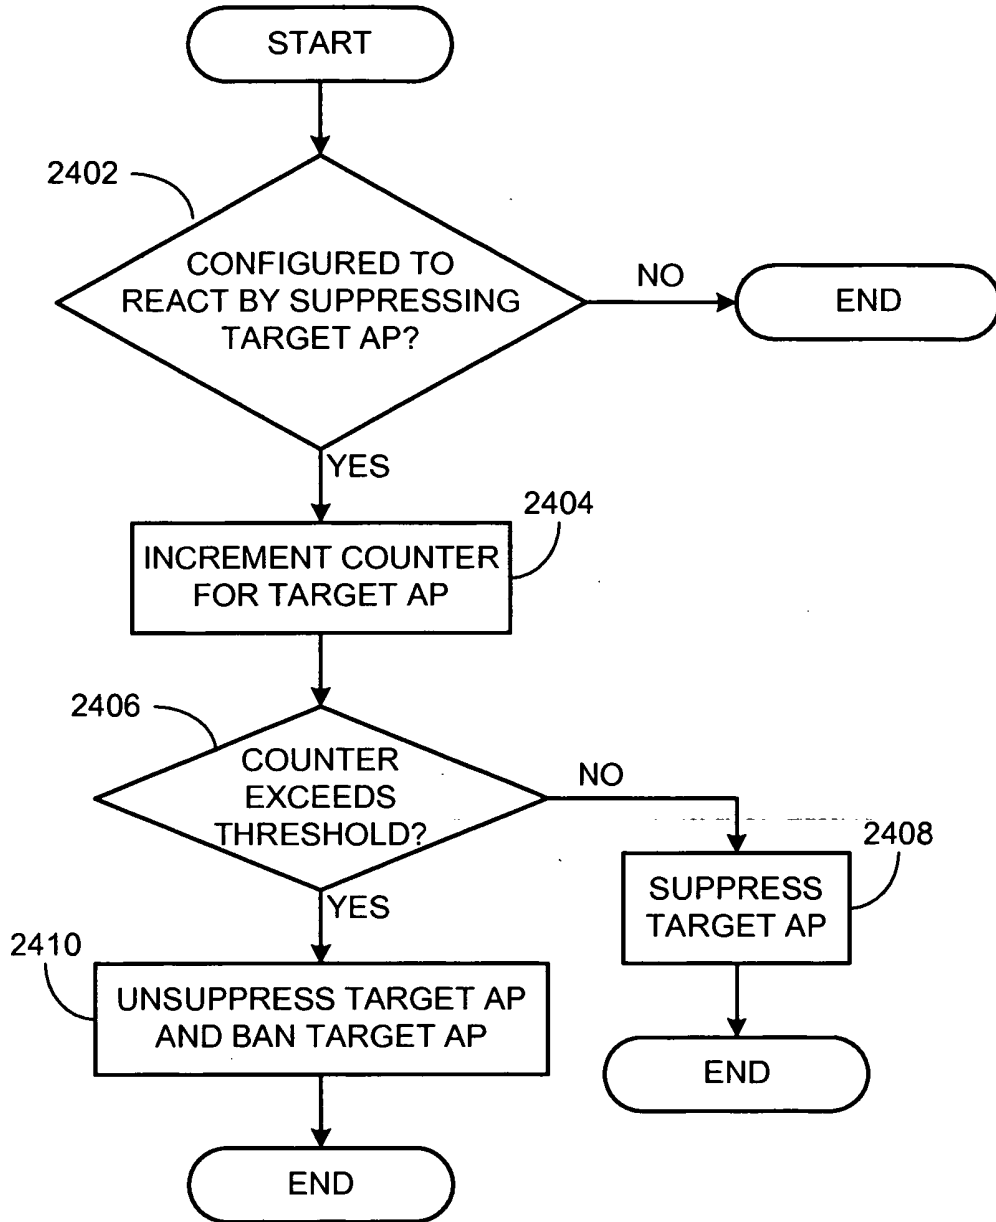 START
2402
CONFIGURED TO
REACT BY SUPPRESSING
TARGET AP?
NO
END
YES
2404
INCREMENT COUNTER
FOR TARGET AP
2406
COUNTER
EXCEEDS
THRESHOLD?
NO
2408
SUPPRESS
TARGET AP
YES
2410
UNSUPPRESS TARGET AP
AND BAN TARGET AP
END
END